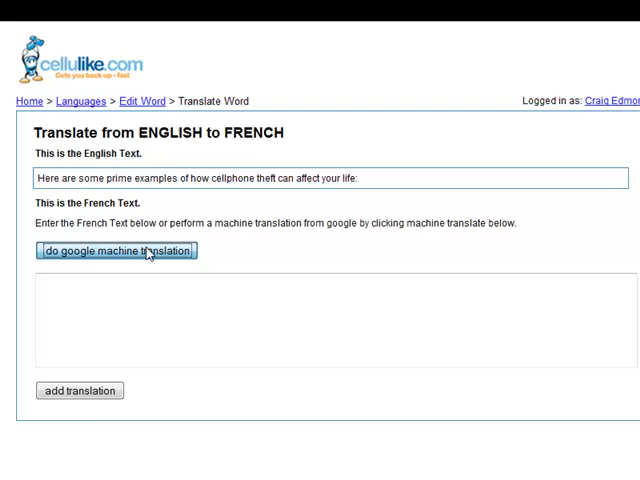 cellulike.com
Gets you back up - fast
Home > Languages > Edit Word > Translate Word
Logged in as: Craig Edmo
Translate from ENGLISH to FRENCH
This is the English Text.
Here are some prime examples of how cellphone theft can affect your life:
This is the French Text.
Enter the French Text below or perform a machine translation from google by clicking machine translate below.
do google machine translation
add translation